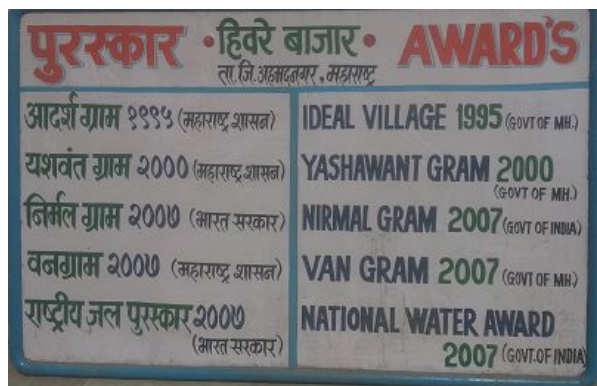 पुरस्कार • हिवरे बाजार • AWARD'S
ता.जि.अहमदनगर, महाराष्ट्र
आदर्श ग्राम १९९५ (महाराष्ट्र शासन)
यशवंत ग्राम २००० (महाराष्ट्र शासन)
निर्मल ग्राम २००७ (भारत सरकार)
वनग्राम २००७ (महाराष्ट्र शासन)
राष्ट्रीय जल पुरस्कार २००७
(भारत सरकार)
IDEAL VILLAGE 1995 (GOVT OF MH.)
YASHAWANT GRAM 2000
(GOVT OF MH.)
NIRMAL GRAM 2007 (GOVT OF INDIA)
VAN GRAM 2007 (GOVT OF MH.)
NATIONAL WATER AWARD
2007 (GOVT.OF INDIA)